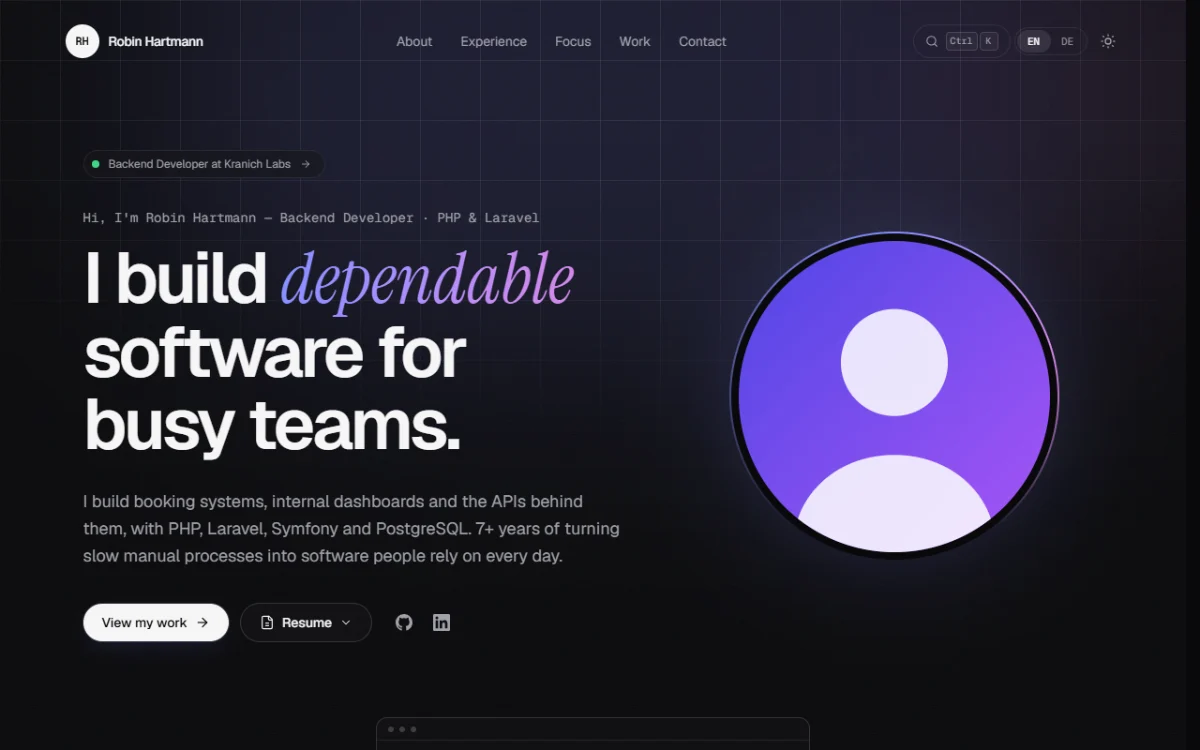 RH Robin Hartmann
About Experience Focus Work Contact
Ctrl K
EN DE
Backend Developer at Kranich Labs →
Hi, I'm Robin Hartmann — Backend Developer · PHP & Laravel
I build dependable
software for
busy teams.
I build booking systems, internal dashboards and the APIs behind
them, with PHP, Laravel, Symfony and PostgreSQL. 7+ years of turning
slow manual processes into software people rely on every day.
View my work →
Resume
in